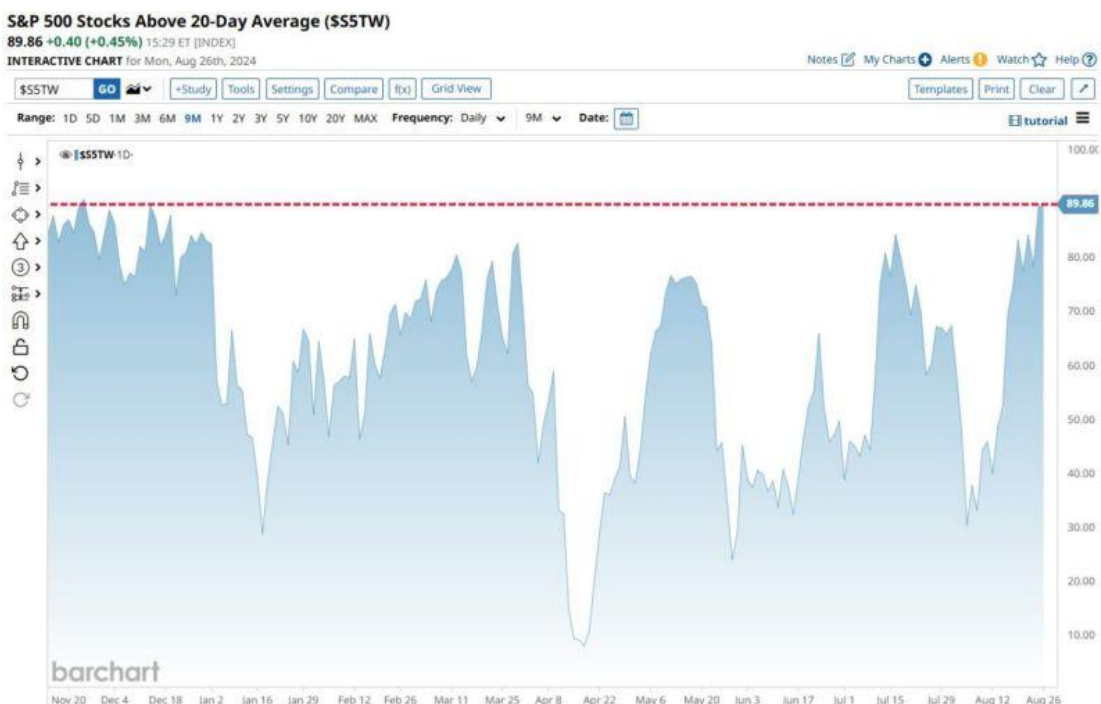 S&P 500 Stocks Above 20-Day Average ($S5TW)
89.86 +0.40 (+0.45%) 15:29 ET [INDEX]
INTERACTIVE CHART for Mon, Aug 26th, 2024
Notes My Charts Alerts Watch Help
$S5TW GO +Study Tools Settings Compare f(x) Grid View Templates Print Clear
Range: 1D 5D 1M 3M 6M 9M 1Y 2Y 3Y 5Y 10Y 20Y MAX Frequency: Daily 9M Date: tutorial
$S5TW·1D·
100.00
89.86
80.00
70.00
60.00
50.00
40.00
30.00
20.00
10.00
3
barchart
Nov 20 Dec 4 Dec 18 Jan 2 Jan 16 Jan 29 Feb 12 Feb 26 Mar 11 Mar 25 Apr 8 Apr 22 May 6 May 20 Jun 3 Jun 17 Jul 1 Jul 15 Jul 29 Aug 12 Aug 26